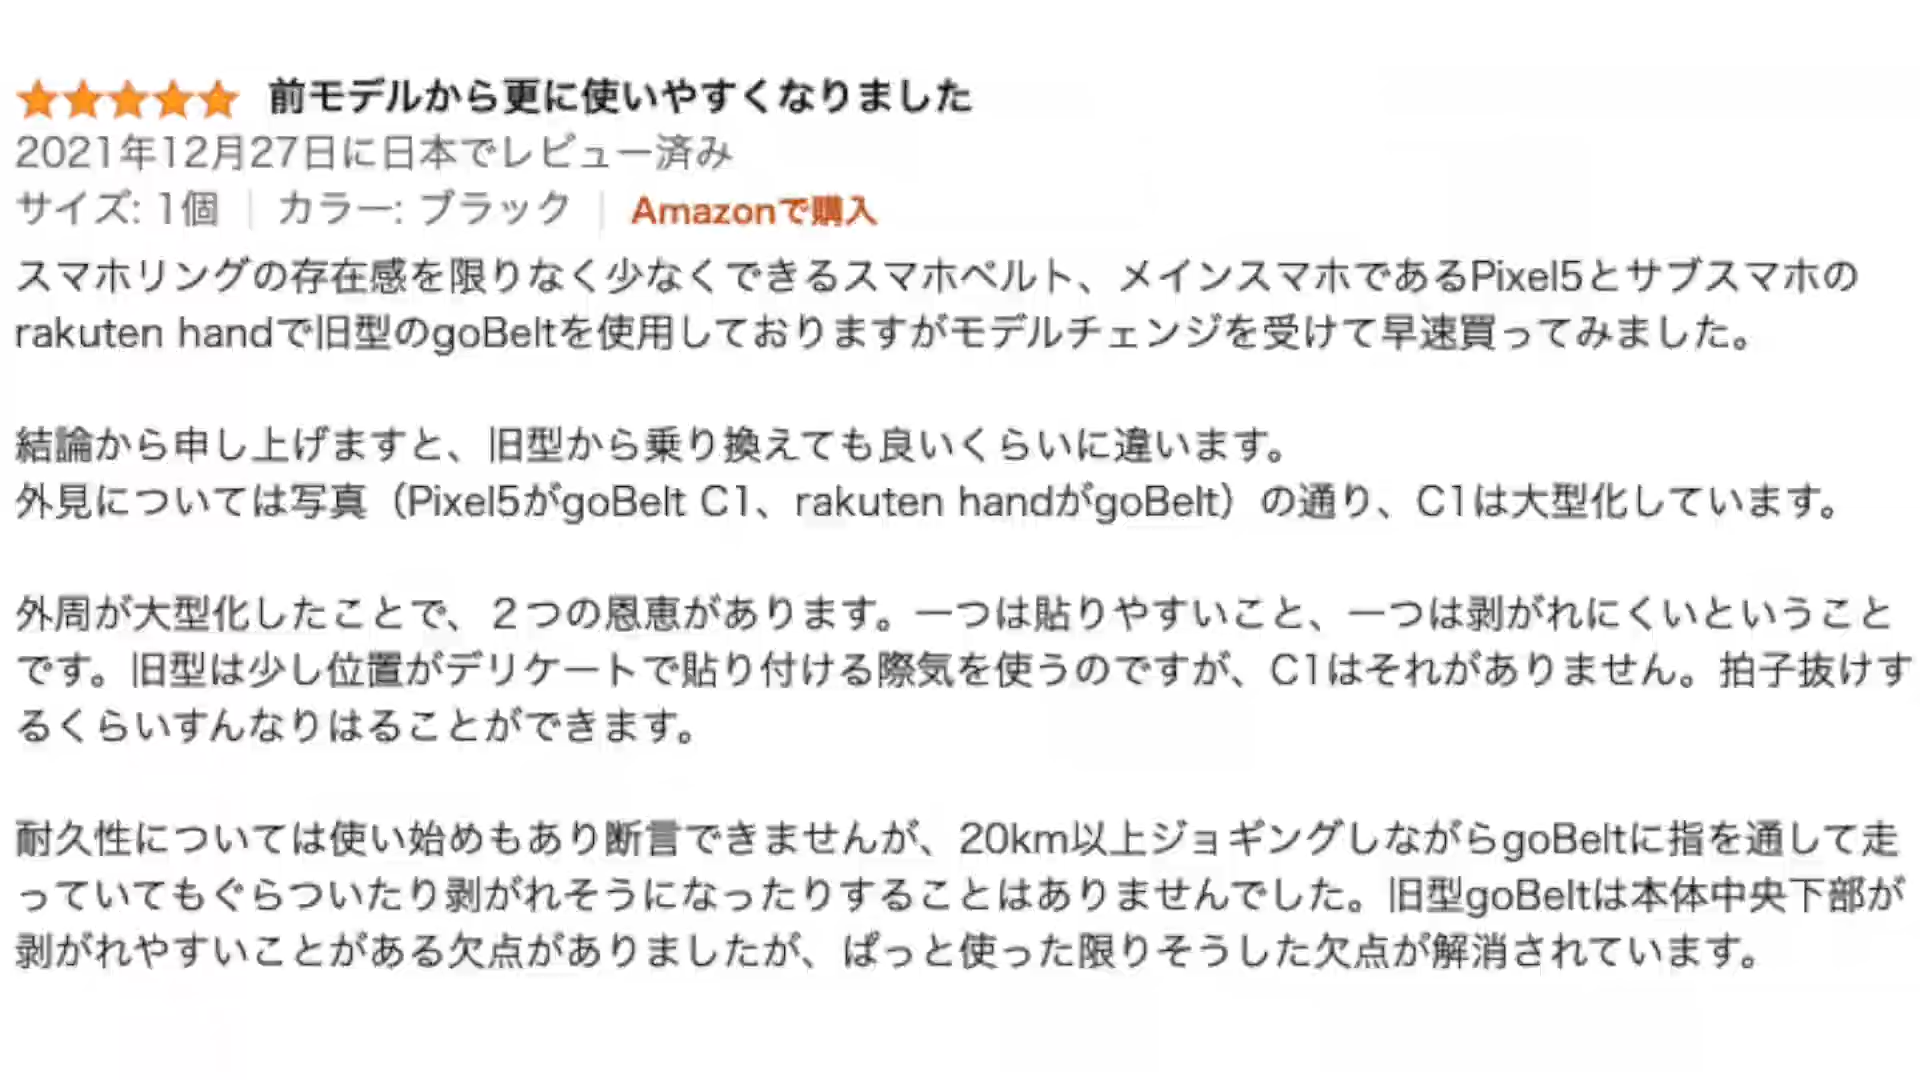 前モデルから更に使いやすくなりました
2021年12月27日に日本でレビュー済み
サイズ: 1個 | カラー: ブラック | Amazonで購入
スマホリングの存在感を限りなく少なくできるスマホベルト、メインスマホであるPixel5とサブスマホの
rakuten handで旧型のgoBeltを使用しておりますがモデルチェンジを受けて早速買ってみました。
結論から申し上げますと、旧型から乗り換えても良いくらいに違います。
外見については写真（Pixel5がgoBelt C1、rakuten handがgoBelt）の通り、C1は大型化しています。
外周が大型化したことで、２つの恩恵があります。一つは貼りやすいこと、一つは剥がれにくいということ
です。旧型は少し位置がデリケートで貼り付ける際気を使うのですが、C1はそれがありません。拍子抜けす
るくらいすんなりはることができます。
耐久性については使い始めもあり断言できませんが、20km以上ジョギングしながらgoBeltに指を通して走
っていてもぐらついたり剥がれそうになったりすることはありませんでした。旧型goBeltは本体中央下部が
剥がれやすいことがある欠点がありましたが、ぱっと使った限りそうした欠点が解消されています。